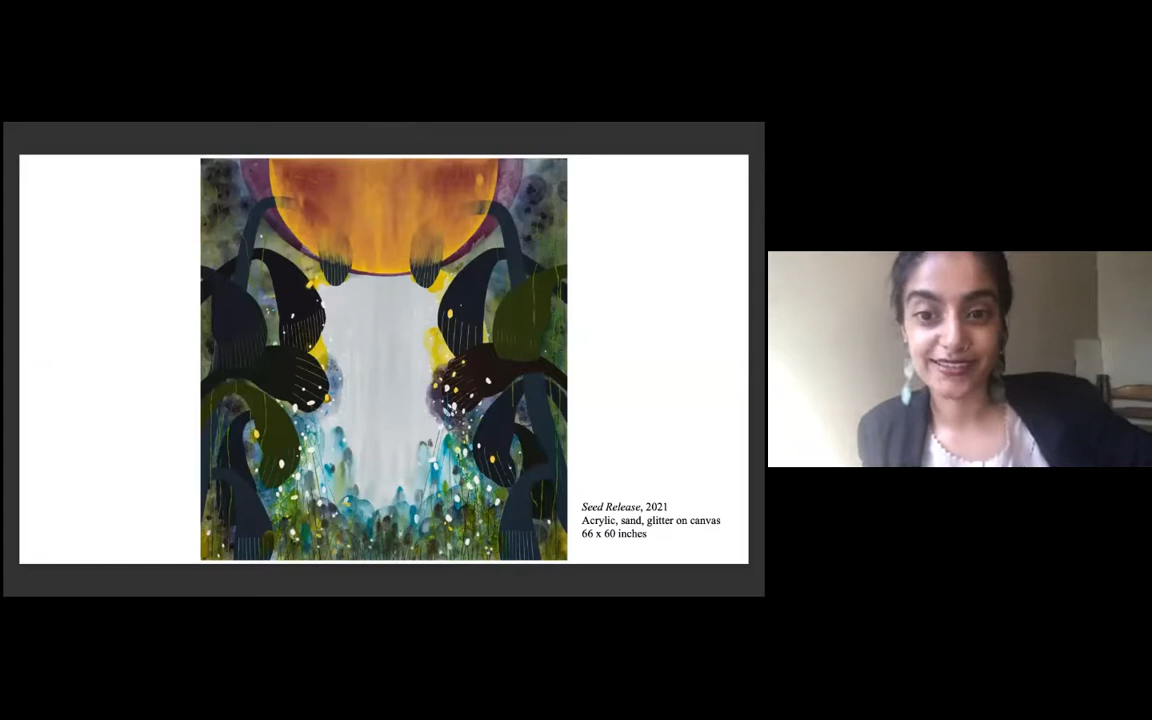 Seed Release, 2021
Acrylic, sand, glitter on canvas
66 x 60 inches